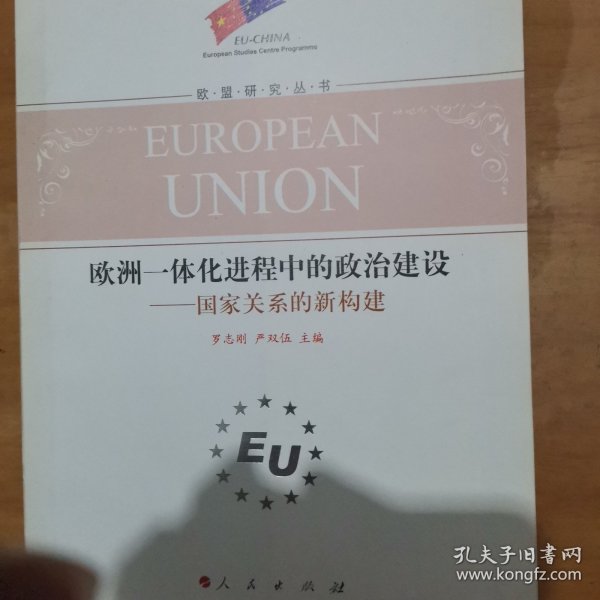 EU-CHINA
European Studies Centre Programme
欧·盟·研·究·丛·书
EUROPEAN
UNION
欧洲一体化进程中的政治建设
——国家关系的新构建
罗志刚 严双伍 主编
EU
人民出版社
孔夫子旧书网
www.kongfz.com